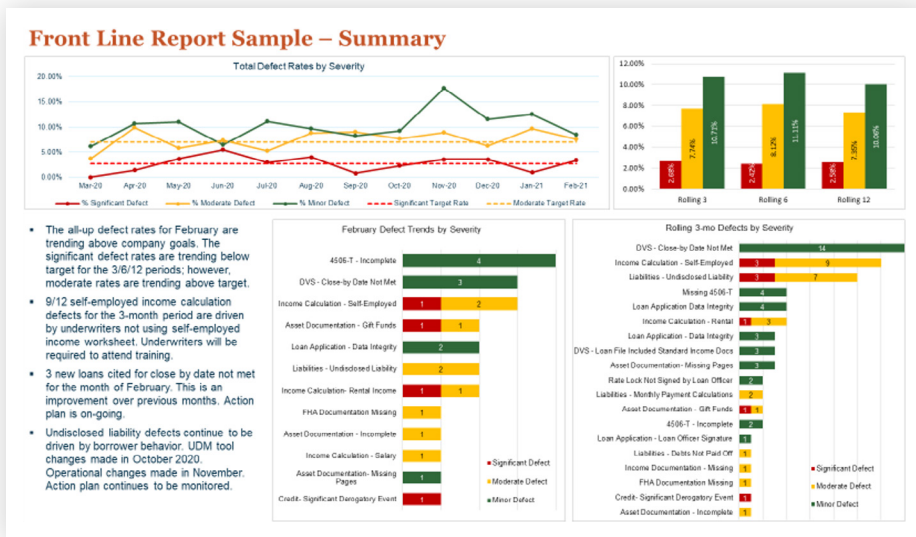 Front Line Report Sample – Summary
Total Defect Rates by Severity
20.00%
15.00%
10.00%
5.00%
0.00%
Mar-20 Apr-20 May-20 Jun-20 Jul-20 Aug-20 Sep-20 Oct-20 Nov-20 Dec-20 Jan-21 Feb-21
% Significant Defect % Moderate Defect % Minor Defect Significant Target Rate Moderate Target Rate
12.00%
10.00%
8.00%
6.00%
4.00%
2.00%
0.00%
2.68% 7.74% 10.71% 2.42% 8.12% 11.11% 2.58% 7.35% 10.06%
Rolling 3 Rolling 6 Rolling 12
• The all-up defect rates for February are
trending above company goals. The
significant defect rates are trending below
target for the 3/6/12 periods; however,
moderate rates are trending above target.
• 9/12 self-employed income calculation
defects for the 3-month period are driven
by underwriters not using self-employed
income worksheet. Underwriters will be
required to attend training.
• 3 new loans cited for close by date not met
for the month of February. This is an
improvement over previous months. Action
plan is on-going.
• Undisclosed liability defects continue to be
driven by borrower behavior. UDM tool
changes made in October 2020.
Operational changes made in November.
Action plan continues to be monitored.
February Defect Trends by Severity
4506-T - Incomplete 4
DVS - Close-by Date Not Met 3
Income Calculation - Self-Employed 1 2
Asset Documentation - Gift Funds 1 1
Loan Application - Data Integrity 2
Liabilities - Undisclosed Liability 2
Income Calculation- Rental Income 1 1
FHA Documentation Missing 1
Asset Documentation - Incomplete 1
Income Calculation - Salary 1
Asset Documentation- Missing
Pages 1
Credit- Significant Derogatory Event 1
Significant Defect
Moderate Defect
Minor Defect
Rolling 3-mo Defects by Severity
DVS - Close-by Date Not Met 14
Income Calculation - Self-Employed 3 9
Liabilities - Undisclosed Liability 3 7
Missing 4506-T 4
Loan Application Data Integrity 4
Income Calculation - Rental 1 3
Loan Application - Data Integrity 3
DVS - Loan File Included Standard Income Docs 3
Asset Documentation- Missing Pages 3
Rate Lock Not Signed by Loan Officer 2
Liabilities - Monthly Payment Calculations 2
Asset Documentation - Gift Funds 1 1
4506-T - Incomplete 2
Loan Application - Loan Officer Signature 1
Liabilities - Debts Not Paid Off 1
Income Documentation - Missing 1
FHA Documentation Missing 1
Credit- Significant Derogatory Event 1
Asset Documentation - Incomplete 1
Significant Defect
Moderate Defect
Minor Defect